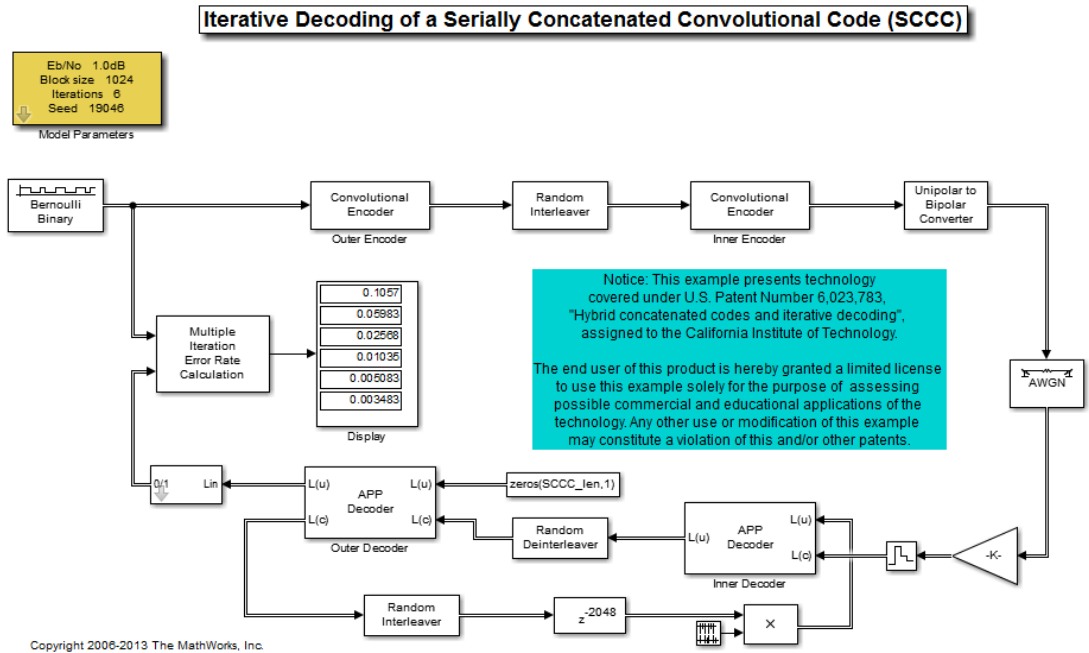 Iterative Decoding of a Serially Concatenated Convolutional Code (SCCC)
Eb/No 1.0dB
Block size 1024
Iterations 6
Seed 19046
Model Parameters
Bernoulli
Binary
Convolutional
Encoder
Outer Encoder
Random
Interleaver
Convolutional
Encoder
Inner Encoder
Unipolar to
Bipolar
Converter
Multiple
Iteration
Error Rate
Calculation
0.1057
0.05983
0.02568
0.01035
0.005083
0.003483
Display
Notice: This example presents technology
covered under U.S. Patent Number 6,023,783,
"Hybrid concatenated codes and iterative decoding",
assigned to the California Institute of Technology.
The end user of this product is hereby granted a limited license
to use this example solely for the purpose of assessing
possible commercial and educational applications of the
technology. Any other use or modification of this example
may constitute a violation of this and/or other patents.
AWGN
0/1 Lin
L(u) L(u)
APP
Decoder
L(c) L(c)
Outer Decoder
zeros(SCCC_len,1)
Random
Deinterleaver
L(u)
APP
Decoder
L(u)
L(c)
Inner Decoder
-K-
Random
Interleaver
z-2048
×
Copyright 2006-2013 The MathWorks, Inc.